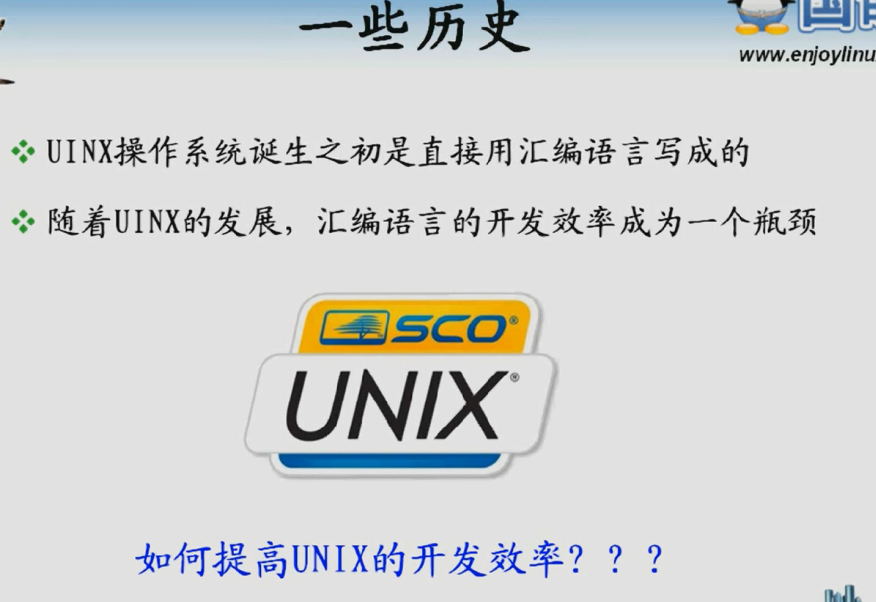 一些历史
www.enjoylinu
UINX操作系统诞生之初是直接用汇编语言写成的
随着UINX的发展，汇编语言的开发效率成为一个瓶颈
SCO®
UNIX®
如何提高UNIX的开发效率？？？